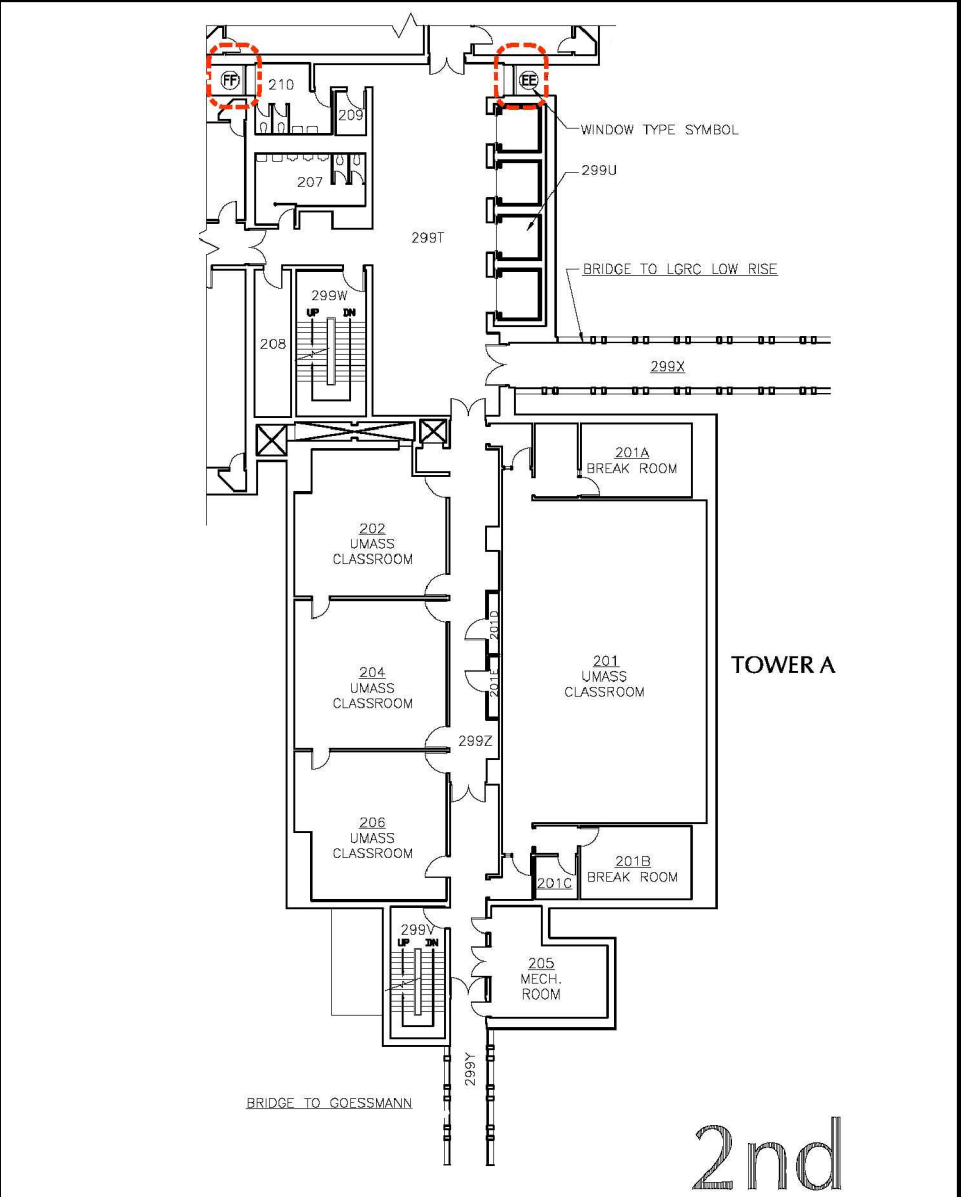 FF
EE
210
209
WINDOW TYPE SYMBOL
299U
207
299T
BRIDGE TO LGRC LOW RISE
299W
UP DN
208
299X
201A
BREAK ROOM
202
UMASS
CLASSROOM
201D
201E
204
UMASS
CLASSROOM
201
UMASS
CLASSROOM
TOWER A
299Z
206
UMASS
CLASSROOM
201B
BREAK ROOM
201C
299V
UP DN
205
MECH.
ROOM
299Y
BRIDGE TO GOESSMANN
2nd